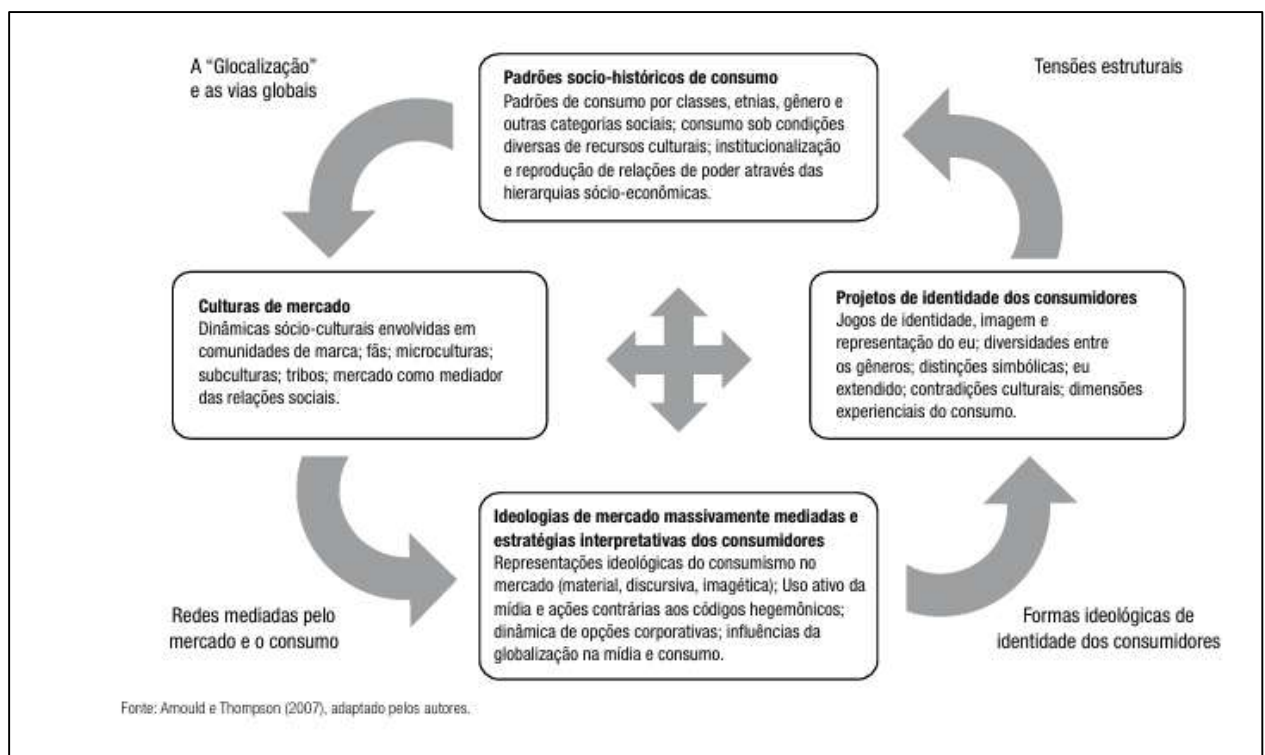 A “Glocalização”
e as vias globais
Padrões socio-históricos de consumo
Padrões de consumo por classes, etnias, gênero e
outras categorias sociais; consumo sob condições
diversas de recursos culturais; institucionalização
e reprodução de relações de poder através das
hierarquias sócio-econômicas.
Tensões estruturais
Culturas de mercado
Dinâmicas sócio-culturais envolvidas em
comunidades de marca; fãs; microculturas;
subculturas; tribos; mercado como mediador
das relações sociais.
Projetos de identidade dos consumidores
Jogos de identidade, imagem e
representação do eu; diversidades entre
os gêneros; distinções simbólicas; eu
extendido; contradições culturais; dimensões
experienciais do consumo.
Redes mediadas pelo
mercado e o consumo
Ideologias de mercado massivamente mediadas e
estratégias interpretativas dos consumidores
Representações ideológicas do consumismo no
mercado (material, discursiva, imagética); Uso ativo da
mídia e ações contrárias aos códigos hegemônicos;
dinâmica de opções corporativas; influências da
globalização na mídia e consumo.
Formas ideológicas de
identidade dos consumidores
Fonte: Arnould e Thompson (2007), adaptado pelos autores.